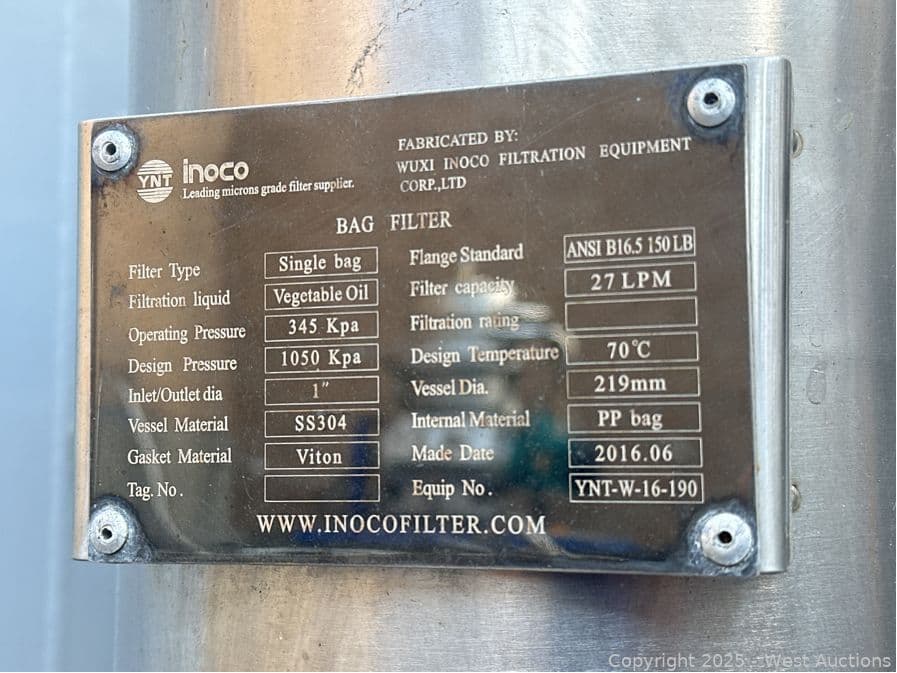 YNT inoco
Leading microns grade filter supplier.
FABRICATED BY:
WUXI INOCO FILTRATION EQUIPMENT
CORP.,LTD
BAG FILTER
Filter Type Single bag
Filtration liquid Vegetable Oil
Operating Pressure 345 Kpa
Design Pressure 1050 Kpa
Inlet/Outlet dia 1"
Vessel Material SS304
Gasket Material Viton
Tag. No.
Flange Standard ANSI B16.5 150LB
Filter capacity 27 LPM
Filtration rating
Design Temperature 70℃
Vessel Dia. 219mm
Internal Material PP bag
Made Date 2016.06
Equip No. YNT-W-16-190
WWW.INOCOFILTER.COM
Copyright 2025 - West Auctions